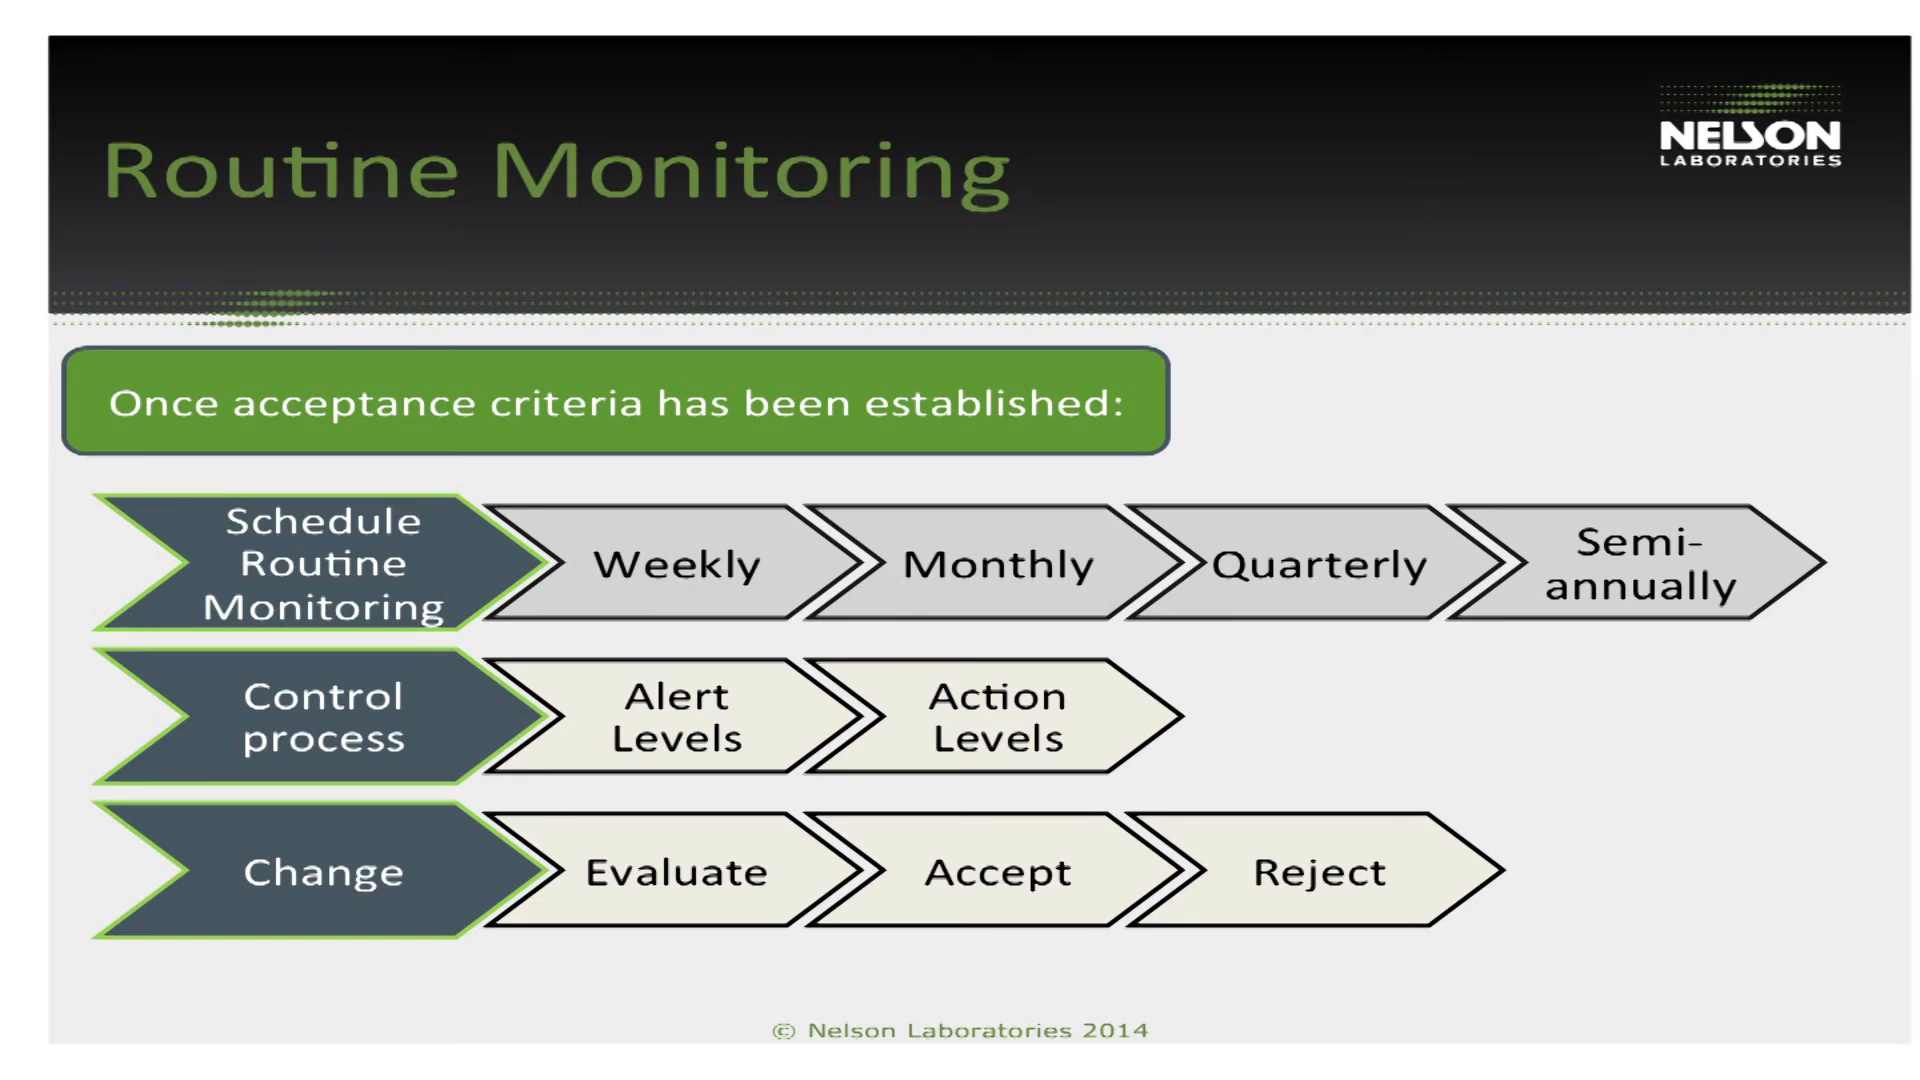 Routine Monitoring
NELSON
LABORATORIES
Once acceptance criteria has been established:
Schedule
Routine
Monitoring
Weekly
Monthly
Quarterly
Semi-
annually
Control
process
Alert
Levels
Action
Levels
Change
Evaluate
Accept
Reject
© Nelson Laboratories 2014